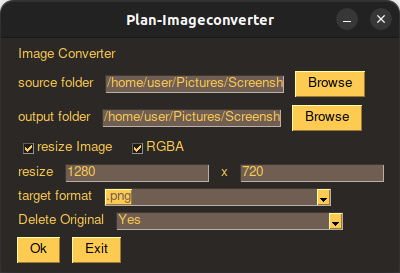 Plan-Imageconverter
Image Converter
source folder /home/user/Pictures/Screensh Browse
output folder /home/user/Pictures/Screensh Browse
resize Image RGBA
resize 1280 x 720
target format .png
Delete Original Yes
Ok Exit